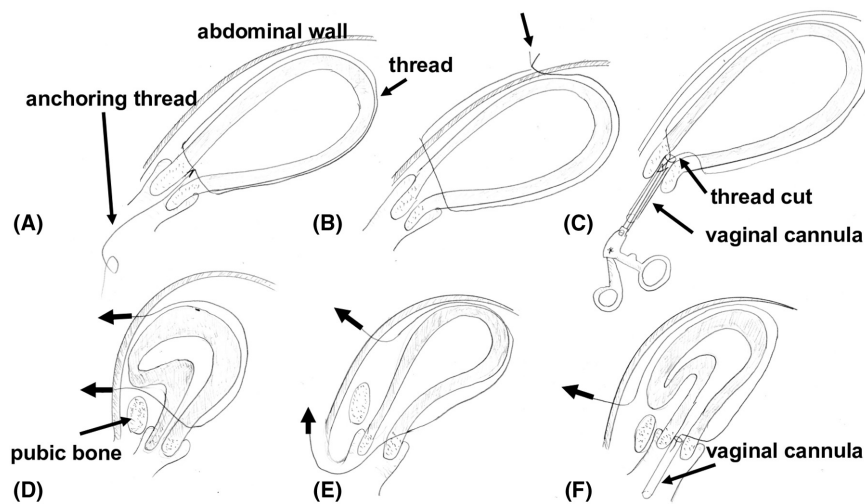 abdominal wall
thread
anchoring thread
(A)
(B)
thread cut
vaginal cannula
(C)
pubic bone
(D)
(E)
vaginal cannula
(F)